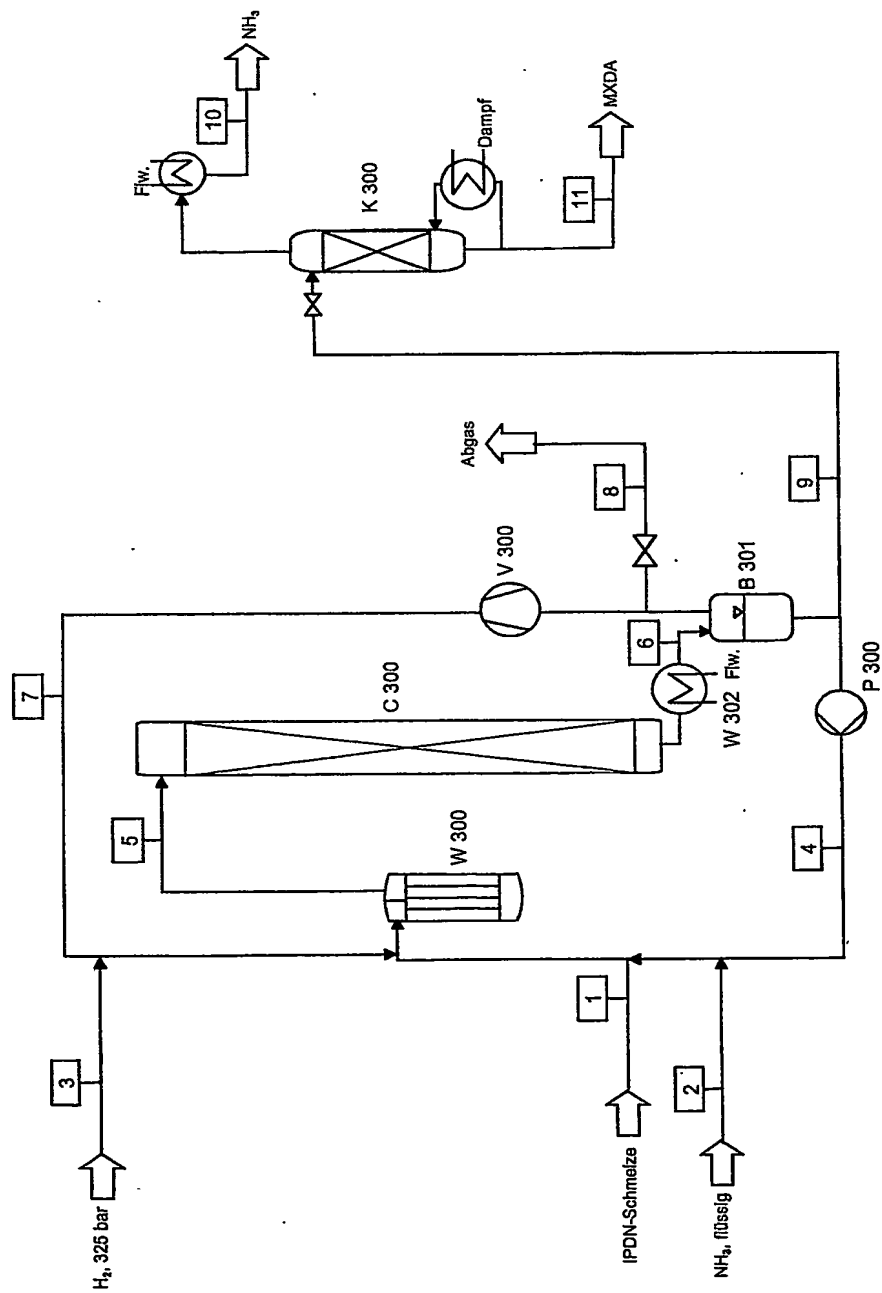 7
3
H₂, 325 bar
5
NH₃
10
Flw.
C 300
K 300
W 300
Dampf
Abgas
V 300
8
MXDA
11
1
IPDN-Schmelze
6
Flw.
W 302
B 301
2
NH₃, flüssig
4
9
P 300